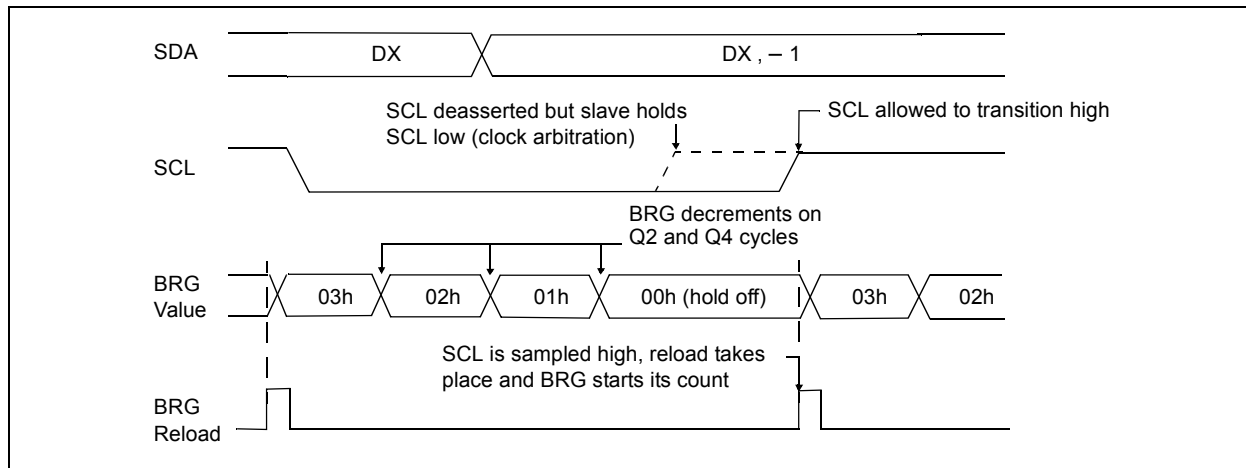 SDA
DX
DX , – 1
SCL deasserted but slave holds
SCL low (clock arbitration)
SCL allowed to transition high
SCL
BRG decrements on
Q2 and Q4 cycles
BRG
Value
03h
02h
01h
00h (hold off)
03h
02h
SCL is sampled high, reload takes
place and BRG starts its count
BRG
Reload